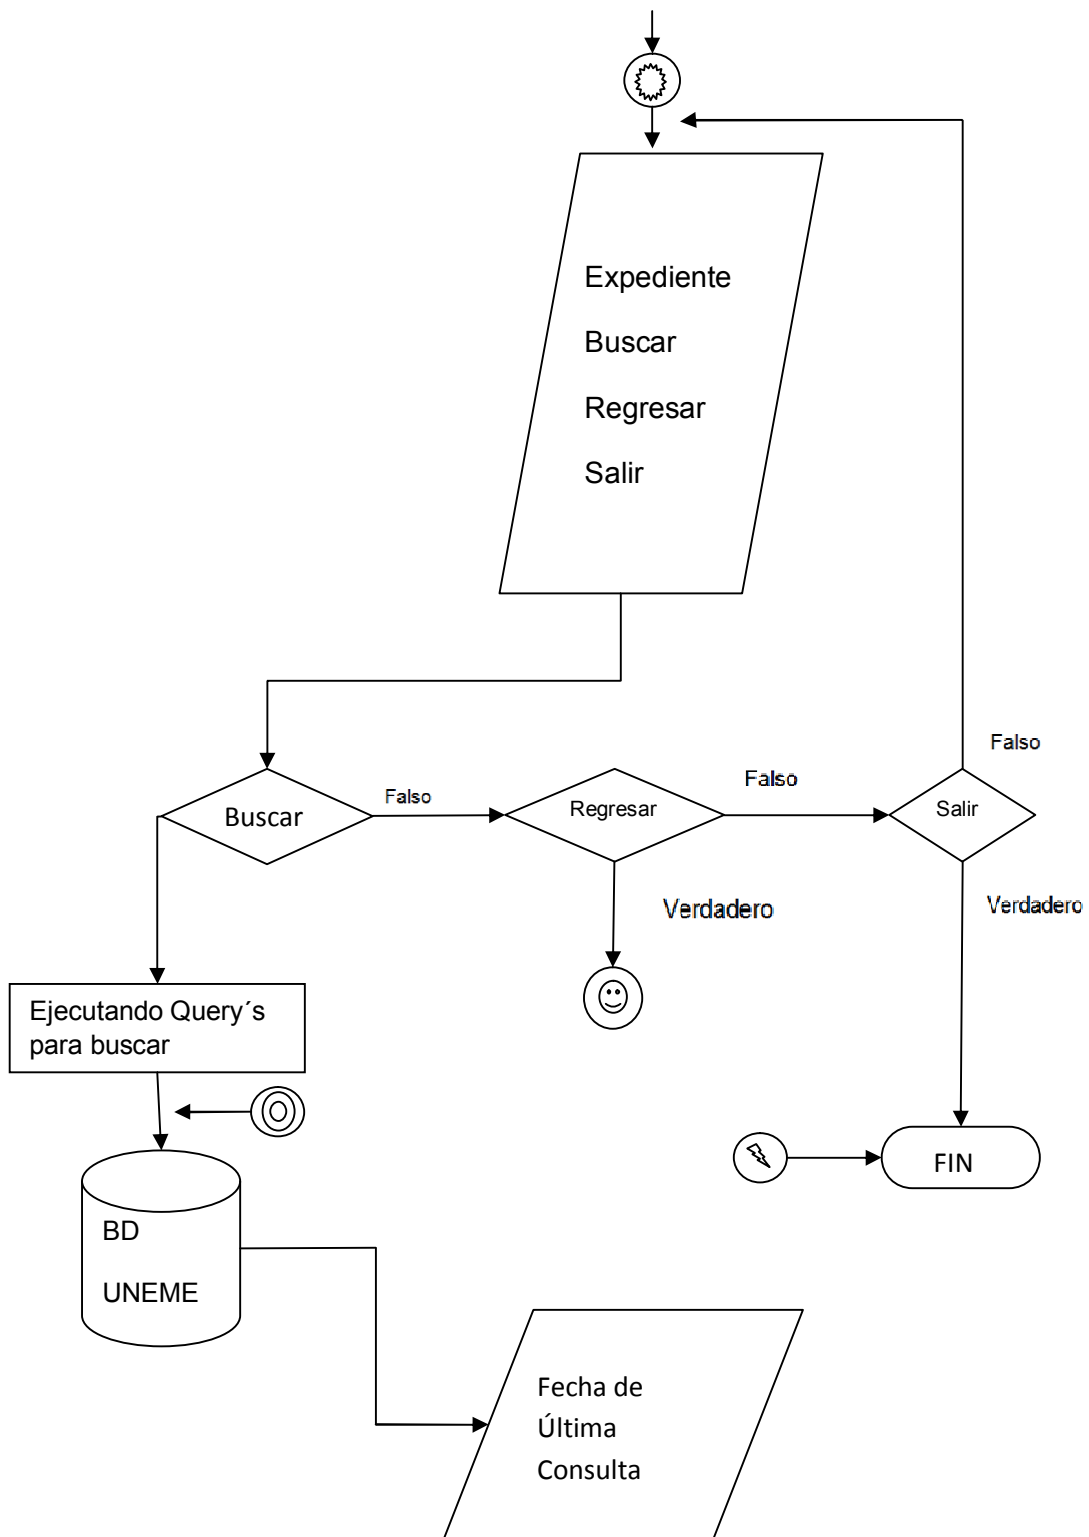 Expediente
Buscar
Regresar
Salir
Falso
Buscar
Falso
Regresar
Falso
Salir
Verdadero
Verdadero
Ejecutando Query´s
para buscar
FIN
BD
UNEME
Fecha de
Última
Consulta